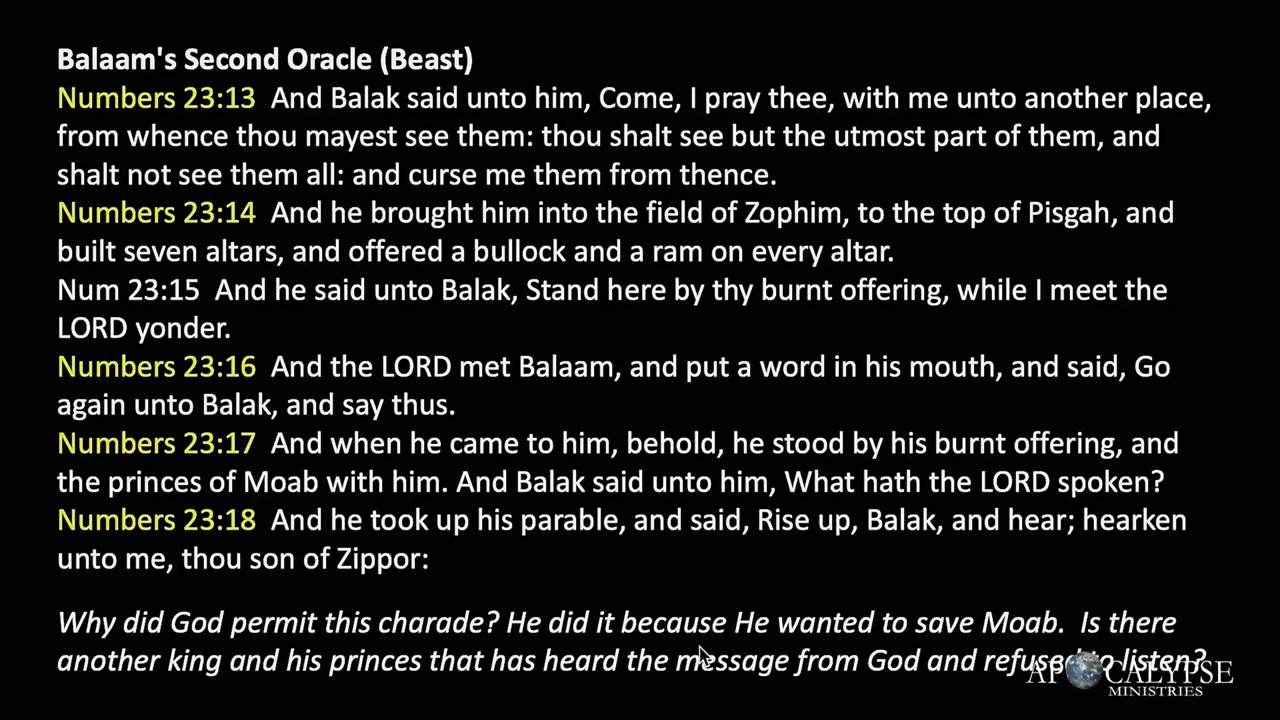 Balaam's Second Oracle (Beast)
Numbers 23:13 And Balak said unto him, Come, I pray thee, with me unto another place,
from whence thou mayest see them: thou shalt see but the utmost part of them, and
shalt not see them all: and curse me them from thence.
Numbers 23:14 And he brought him into the field of Zophim, to the top of Pisgah, and
built seven altars, and offered a bullock and a ram on every altar.
Num 23:15 And he said unto Balak, Stand here by thy burnt offering, while I meet the
LORD yonder.
Numbers 23:16 And the LORD met Balaam, and put a word in his mouth, and said, Go
again unto Balak, and say thus.
Numbers 23:17 And when he came to him, behold, he stood by his burnt offering, and
the princes of Moab with him. And Balak said unto him, What hath the LORD spoken?
Numbers 23:18 And he took up his parable, and said, Rise up, Balak, and hear; hearken
unto me, thou son of Zippor:
Why did God permit this charade? He did it because He wanted to save Moab. Is there
another king and his princes that has heard the message from God and refused to listen?
APOCALYPSE
MINISTRIES